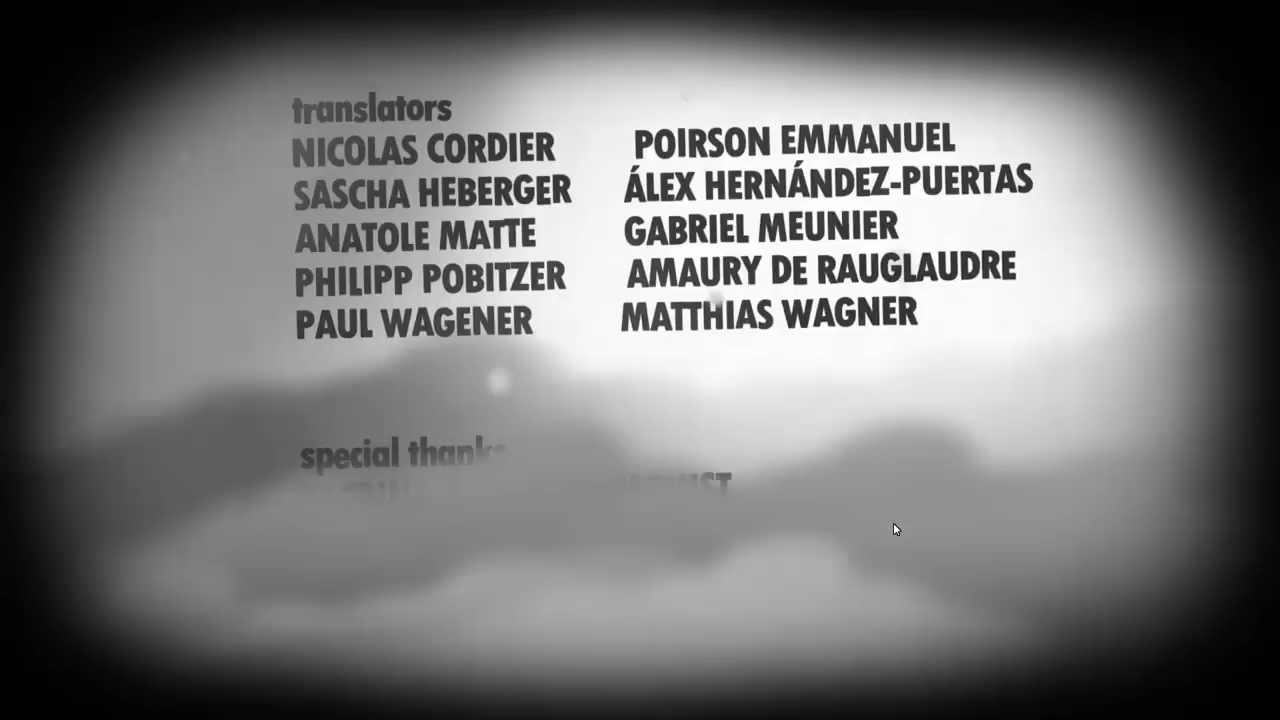 translators
NICOLAS CORDIER
SASCHA HEBERGER
ANATOLE MATTE
PHILIPP POBITZER
PAUL WAGENER
POIRSON EMMANUEL
ÁLEX HERNÁNDEZ-PUERTAS
GABRIEL MEUNIER
AMAURY DE RAUGLAUDRE
MATTHIAS WAGNER
special thanks